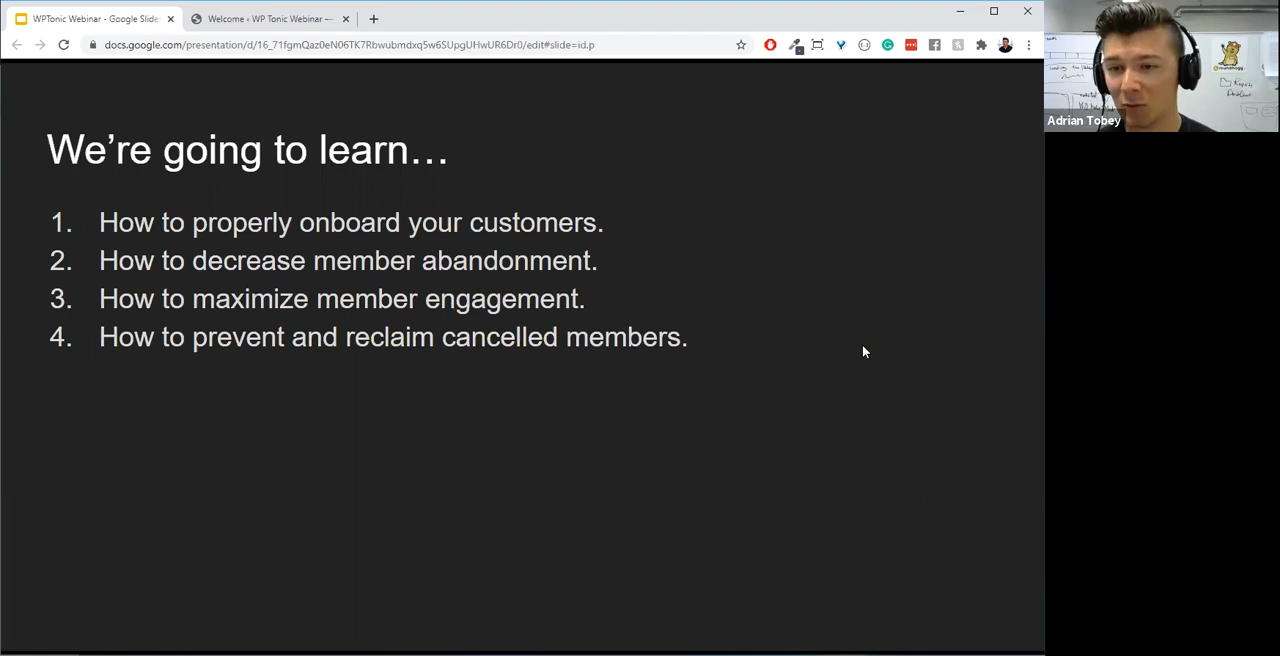 WPTonic Webinar - Google Slide
Welcome ‹ WP Tonic Webinar —
docs.google.com/presentation/d/16_71fgmQaz0eN06TK7Rbwubmdxq5w6SUpgUHwUR6Dr0/edit#slide=id.p
We’re going to learn…
1. How to properly onboard your customers.
2. How to decrease member abandonment.
3. How to maximize member engagement.
4. How to prevent and reclaim cancelled members.
Adrian Tobey